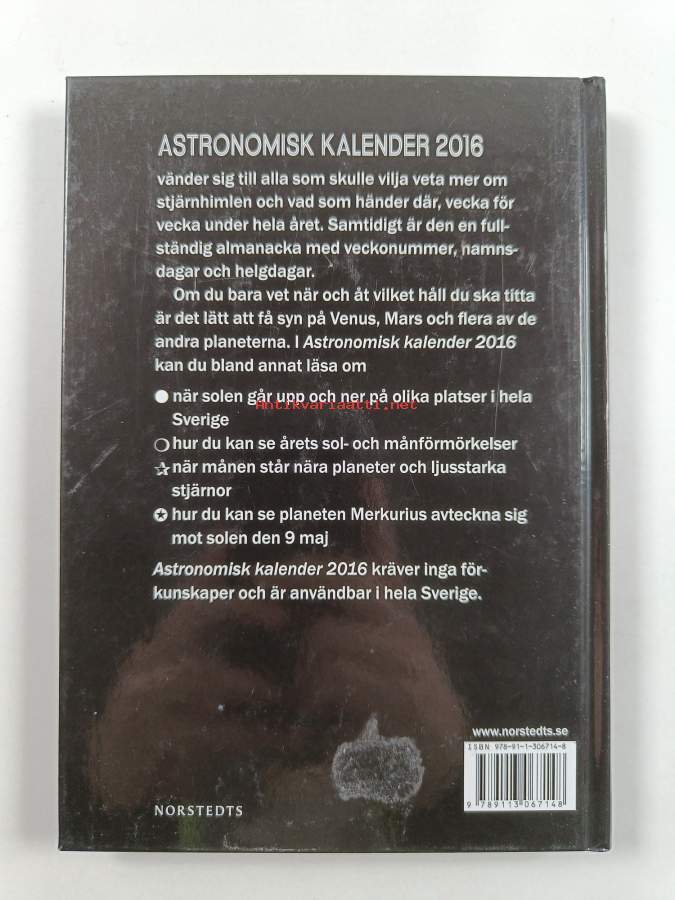 ASTRONOMISK KALENDER 2016
vänder sig till alla som skulle vilja veta mer om
stjärnhimlen och vad som händer där, vecka för
vecka under hela året. Samtidigt är den en full-
ständig almanacka med veckonummer, namns-
dagar och helgdagar.
Om du bara vet när och åt vilket håll du ska titta
är det lätt att få syn på Venus, Mars och flera av de
andra planeterna. I Astronomisk kalender 2016
kan du bland annat läsa om
när solen går upp och ner på olika platser i hela
Antikvariaatti.net
Sverige
hur du kan se årets sol- och månförmörkelser
när månen står nära planeter och ljusstarka
stjärnor
hur du kan se planeten Merkurius avteckna sig
mot solen den 9 maj
Astronomisk kalender 2016 kräver inga för-
kunskaper och är användbar i hela Sverige.
www.norstedts.se
ISBN 978-91-1-306714-8
9 789113 067148
NORSTEDTS